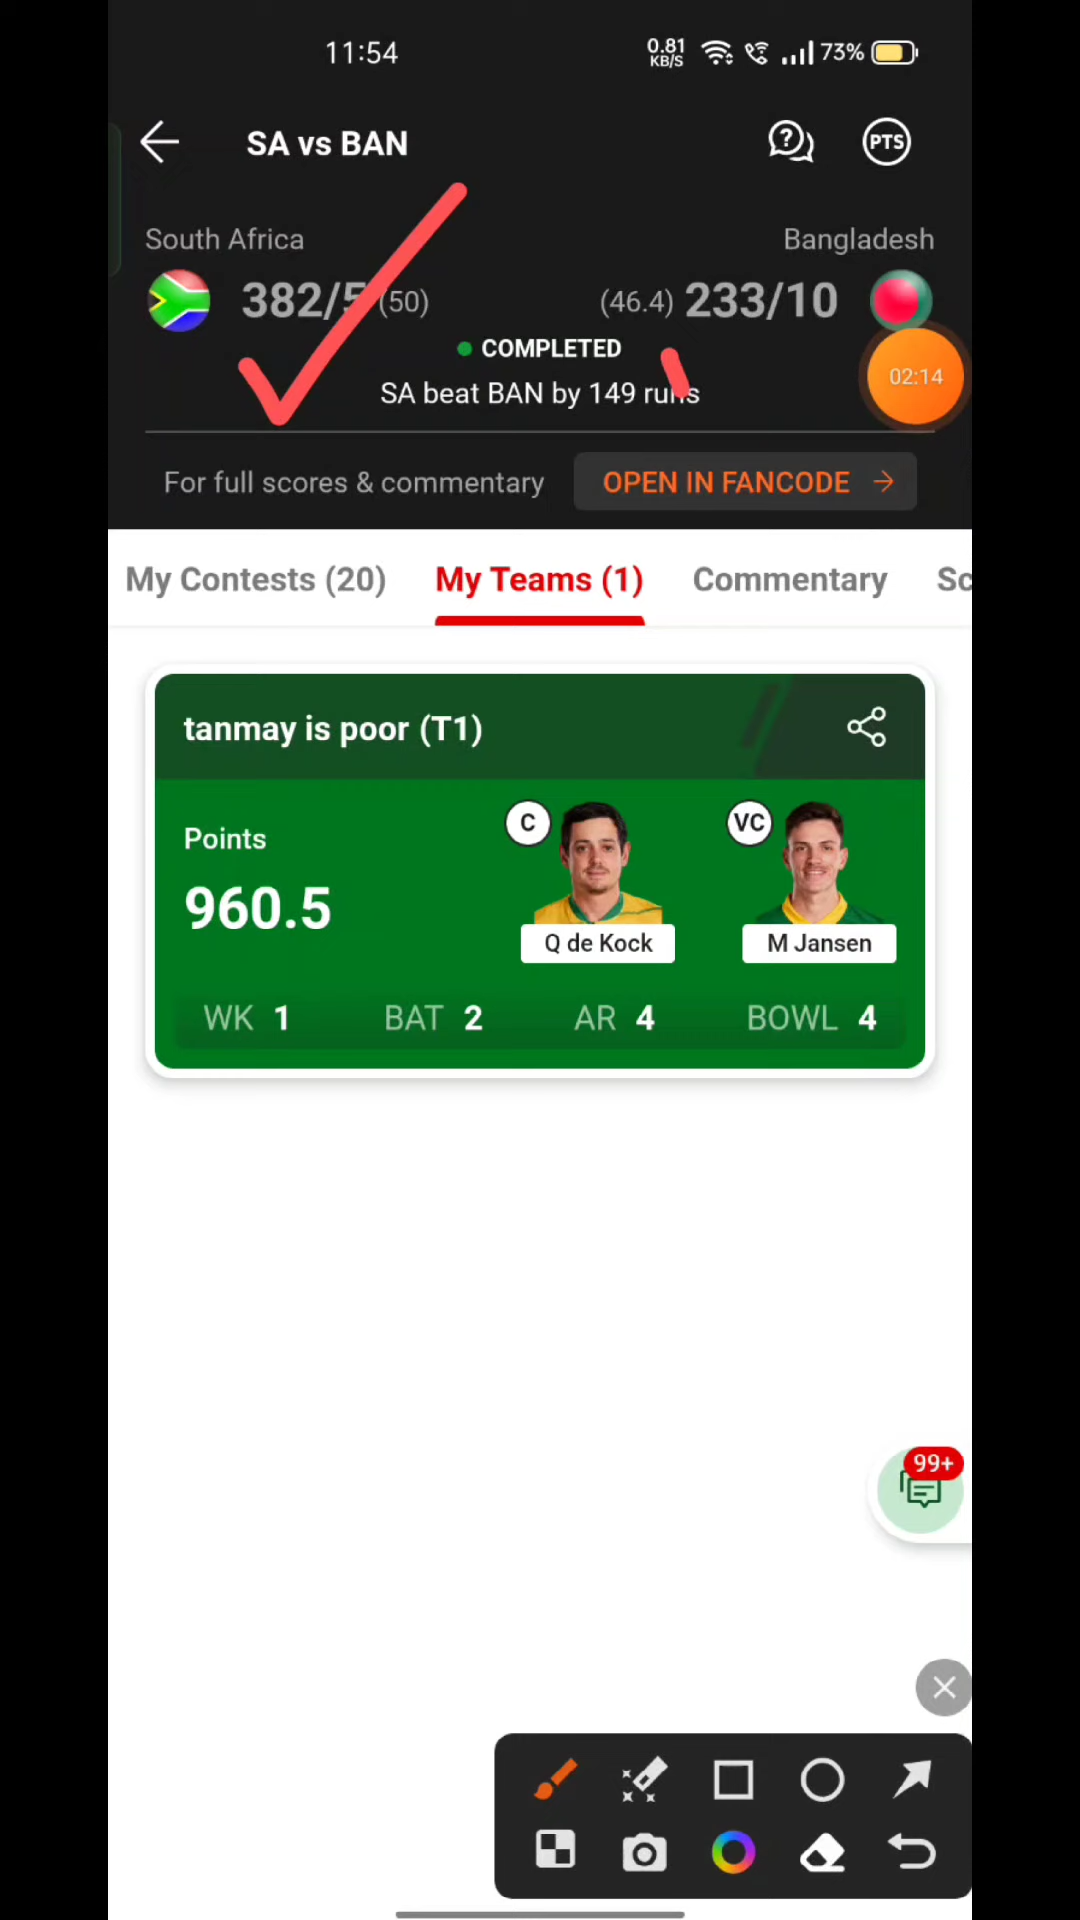 11:54
0.81 KB/S
73%
SA vs BAN
PTS
South Africa
Bangladesh
382/5 (50)
(46.4) 233/10
COMPLETED
02:14
SA beat BAN by 149 runs
For full scores & commentary
OPEN IN FANCODE
My Contests (20)
My Teams (1)
Commentary
Sc
tanmay is poor (T1)
Points
960.5
C
VC
Q de Kock
M Jansen
WK 1
BAT 2
AR 4
BOWL 4
99+